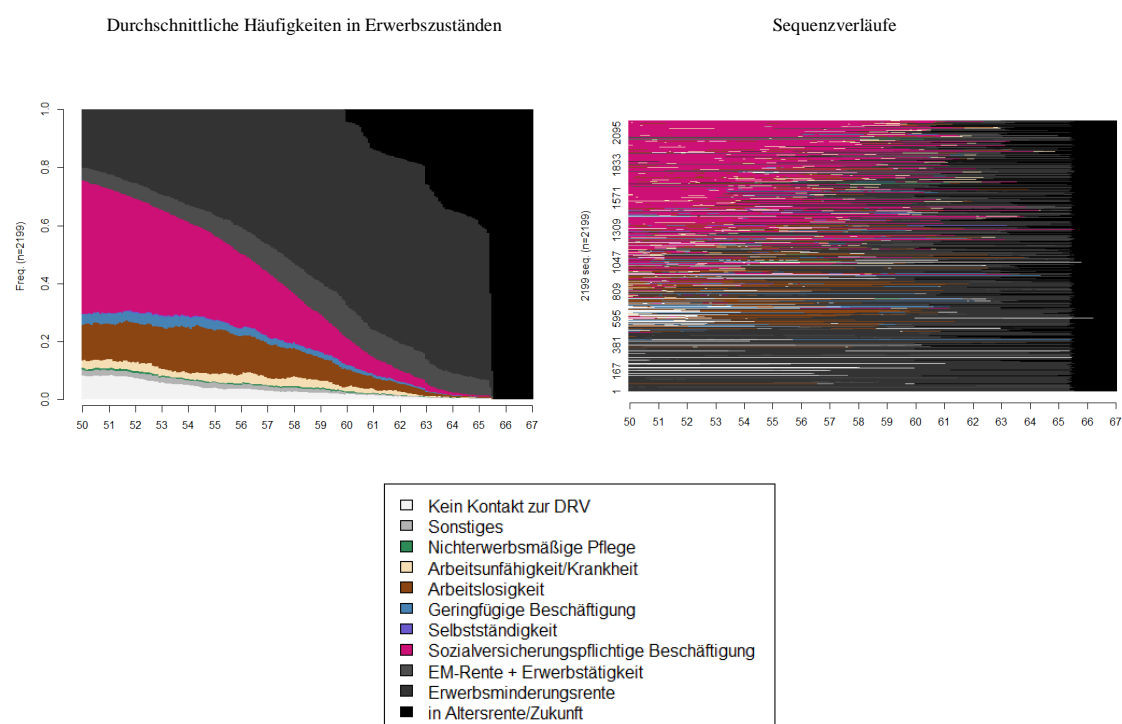 Durchschnittliche Häufigkeiten in Erwerbszuständen
Sequenzverläufe
Freq. (n=2199)
0.0 0.2 0.4 0.6 0.8 1.0
50 51 52 53 54 55 56 57 58 59 60 61 62 63 64 65 66 67
2199 seq. (n=2199)
1 167 381 595 809 1047 1309 1571 1833 2095
50 51 52 53 54 55 56 57 58 59 60 61 62 63 64 65 66 67
Kein Kontakt zur DRV
Sonstiges
Nichterwerbsmäßige Pflege
Arbeitsunfähigkeit/Krankheit
Arbeitslosigkeit
Geringfügige Beschäftigung
Selbstständigkeit
Sozialversicherungspflichtige Beschäftigung
EM-Rente + Erwerbstätigkeit
Erwerbsminderungsrente
in Altersrente/Zukunft